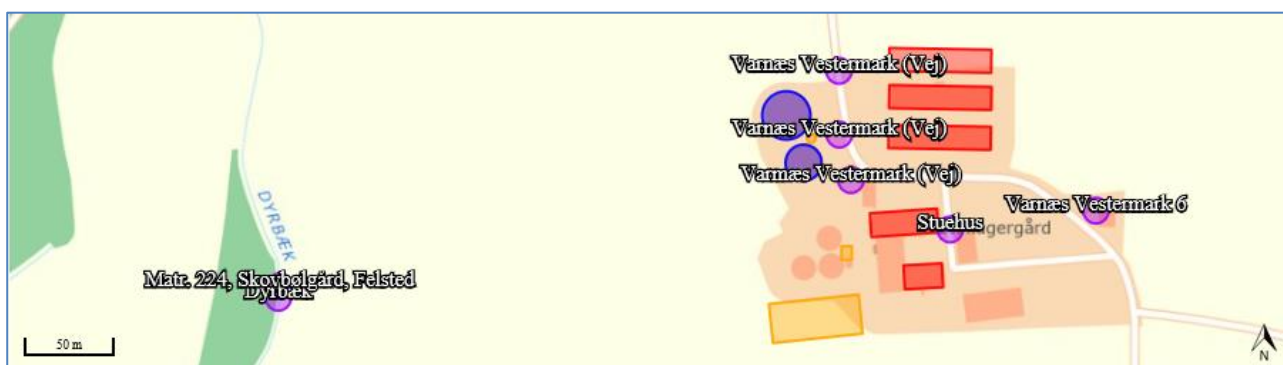 Varnæs Vestermark (Vej)
Varnæs Vestermark (Vej)
Varnæs Vestermark (Vej)
Varnæs Vestermark 6
Stuehus
DYRBÆK
Matr. 224, Skovbølgård, Felsted
Dyrbæk
50 m
N